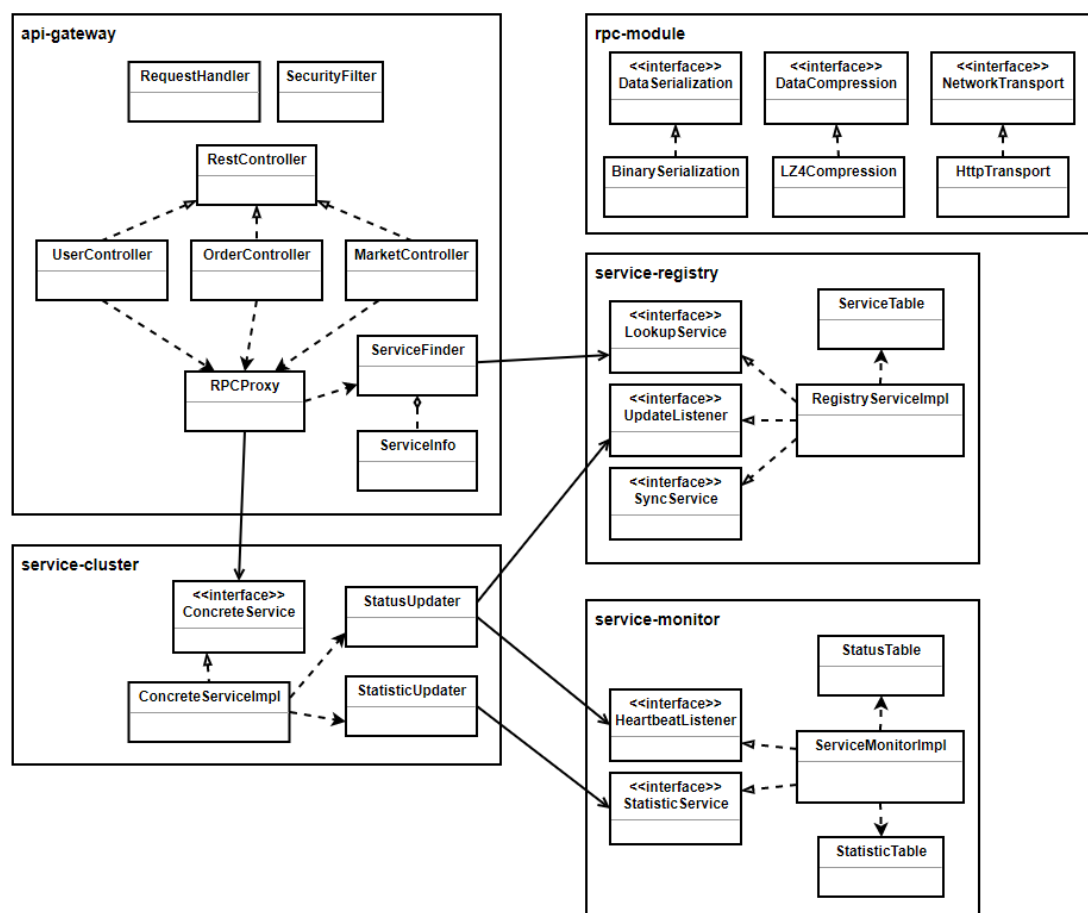 api-gateway
RequestHandler
SecurityFilter
RestController
UserController
OrderController
MarketController
ServiceFinder
RPCProxy
ServiceInfo
rpc-module
<<interface>>
DataSerialization
<<interface>>
DataCompression
<<interface>>
NetworkTransport
BinarySerialization
LZ4Compression
HttpTransport
service-registry
<<interface>>
LookupService
ServiceTable
<<interface>>
UpdateListener
RegistryServiceImpl
<<interface>>
SyncService
service-cluster
<<interface>>
ConcreteService
StatusUpdater
ConcreteServiceImpl
StatisticUpdater
service-monitor
StatusTable
<<interface>>
HeartbeatListener
ServiceMonitorImpl
<<interface>>
StatisticService
StatisticTable